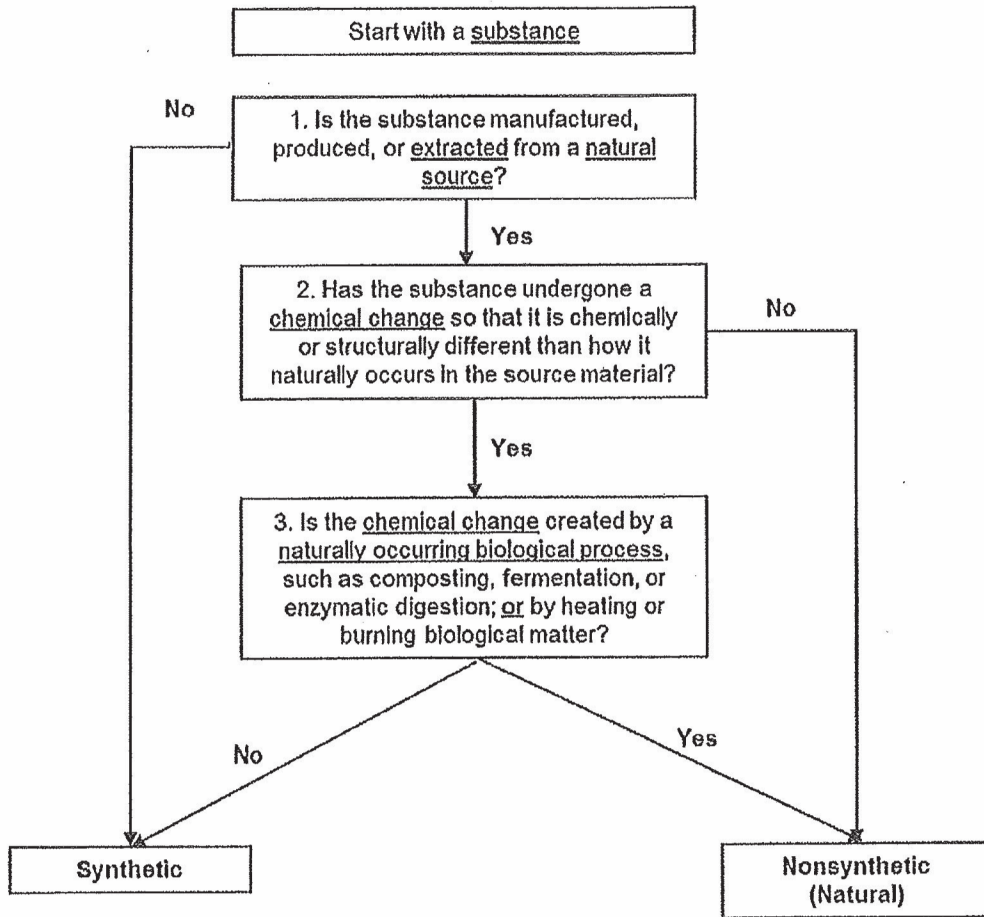 Start with a substance
No
1. Is the substance manufactured,
produced, or extracted from a natural
source?
Yes
2. Has the substance undergone a
chemical change so that it is chemically
or structurally different than how it
naturally occurs in the source material?
No
Yes
3. Is the chemical change created by a
naturally occurring biological process,
such as composting, fermentation, or
enzymatic digestion; or by heating or
burning biological matter?
No
Yes
Synthetic
Nonsynthetic
(Natural)